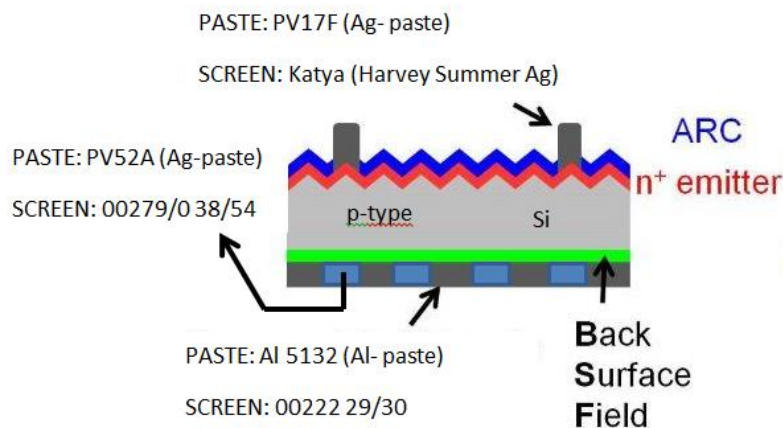 PASTE: PV17F (Ag- paste)
SCREEN: Katya (Harvey Summer Ag)
ARC
PASTE: PV52A (Ag-paste)
n+ emitter
SCREEN: 00279/0 38/54
p-type
Si
Back
Surface
Field
PASTE: Al 5132 (Al- paste)
SCREEN: 00222 29/30